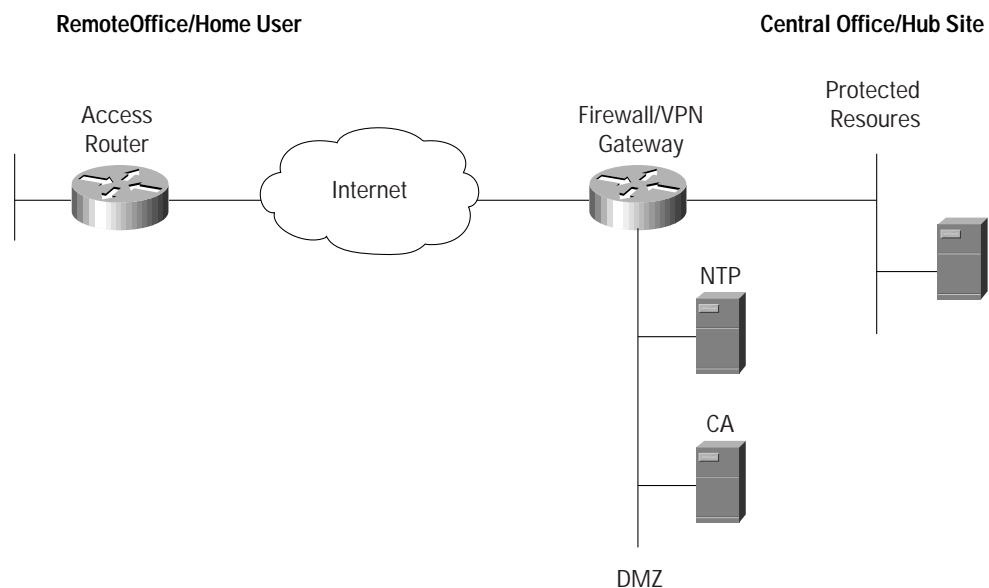 RemoteOffice/Home User
Central Office/Hub Site
Access
Router
Internet
Firewall/VPN
Gateway
Protected
Resoures
NTP
CA
DMZ